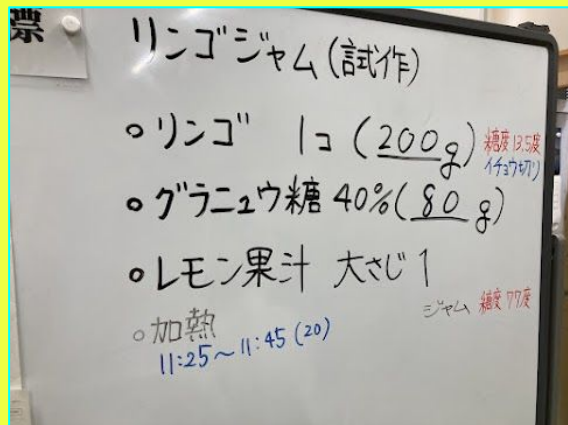 票
リンゴジャム(試作)
○リンゴ 1コ(200g)
糖度13.5度
イチョウ切り
○グラニュウ糖 40%(80g)
○レモン果汁 大さじ1
ジャム 糖度77度
○加熱
11:25～11:45(20)